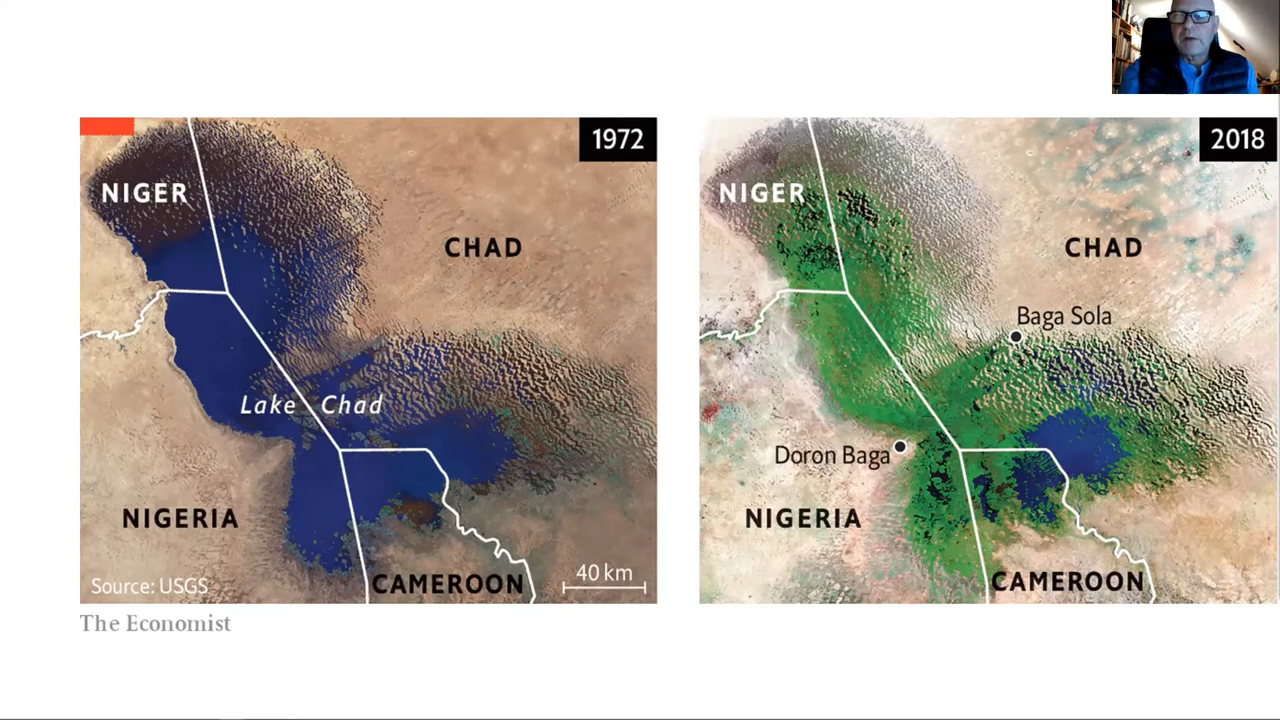 1972
NIGER
CHAD
Lake Chad
NIGERIA
CAMEROON
40 km
Source: USGS
The Economist
2018
NIGER
CHAD
Baga Sola
Doron Baga
NIGERIA
CAMEROON